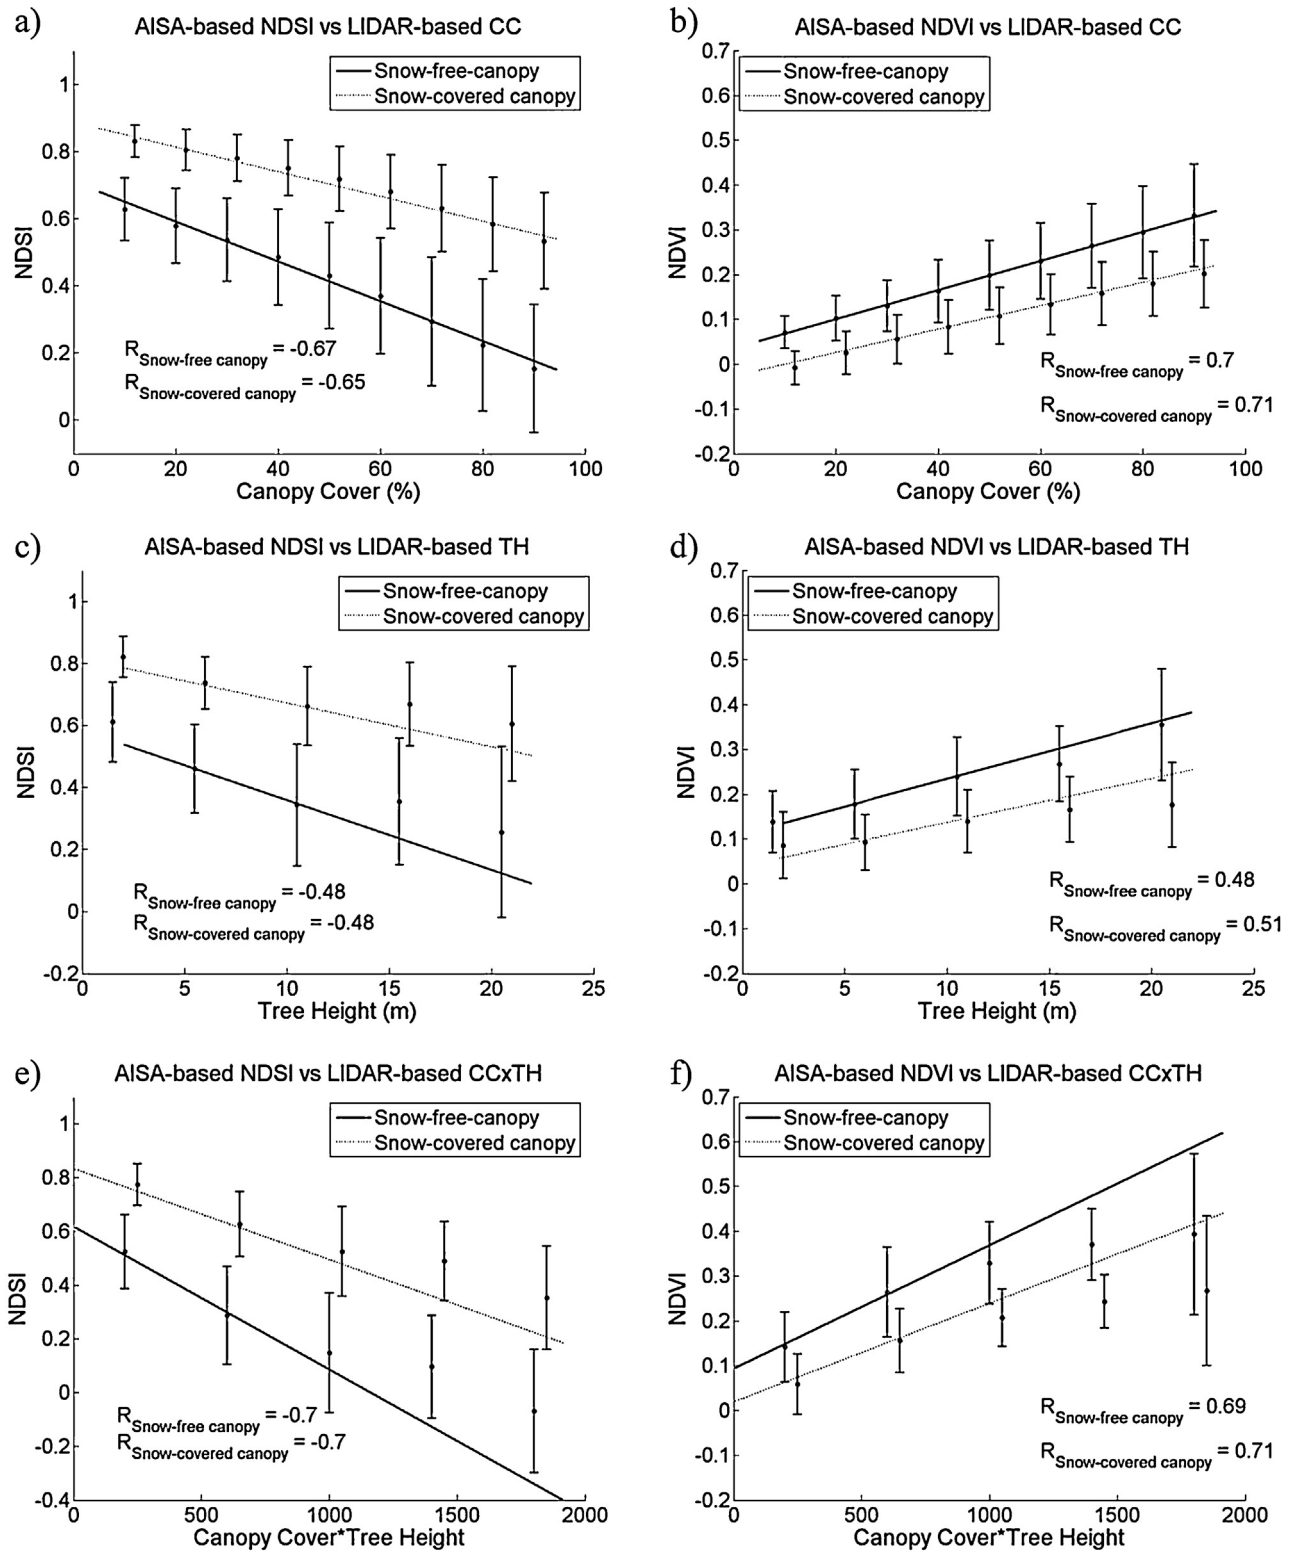 a)
AISA-based NDSI vs LIDAR-based CC
Snow-free-canopy
Snow-covered canopy
1
0.8
0.6
0.4
0.2
0
NDSI
R Snow-free canopy = -0.67
R Snow-covered canopy = -0.65
0 20 40 60 80 100
Canopy Cover (%)
b)
AISA-based NDVI vs LIDAR-based CC
Snow-free-canopy
Snow-covered canopy
0.7
0.6
0.5
0.4
0.3
0.2
0.1
0
-0.1
-0.2
NDVI
R Snow-free canopy = 0.7
R Snow-covered canopy = 0.71
0 20 40 60 80 100
Canopy Cover (%)
c)
AISA-based NDSI vs LIDAR-based TH
Snow-free-canopy
Snow-covered canopy
1
0.8
0.6
0.4
0.2
0
-0.2
NDSI
R Snow-free canopy = -0.48
R Snow-covered canopy = -0.48
0 5 10 15 20 25
Tree Height (m)
d)
AISA-based NDVI vs LIDAR-based TH
Snow-free-canopy
Snow-covered canopy
0.7
0.6
0.5
0.4
0.3
0.2
0.1
0
-0.1
-0.2
NDVI
R Snow-free canopy = 0.48
R Snow-covered canopy = 0.51
0 5 10 15 20 25
Tree Height (m)
e)
AISA-based NDSI vs LIDAR-based CCxTH
Snow-free-canopy
Snow-covered canopy
1
0.8
0.6
0.4
0.2
0
-0.2
-0.4
NDSI
R Snow-free canopy = -0.7
R Snow-covered canopy = -0.7
0 500 1000 1500 2000
Canopy Cover*Tree Height
f)
AISA-based NDVI vs LIDAR-based CCxTH
Snow-free-canopy
Snow-covered canopy
0.7
0.6
0.5
0.4
0.3
0.2
0.1
0
-0.1
-0.2
NDVI
R Snow-free canopy = 0.69
R Snow-covered canopy = 0.71
0 500 1000 1500 2000
Canopy Cover*Tree Height